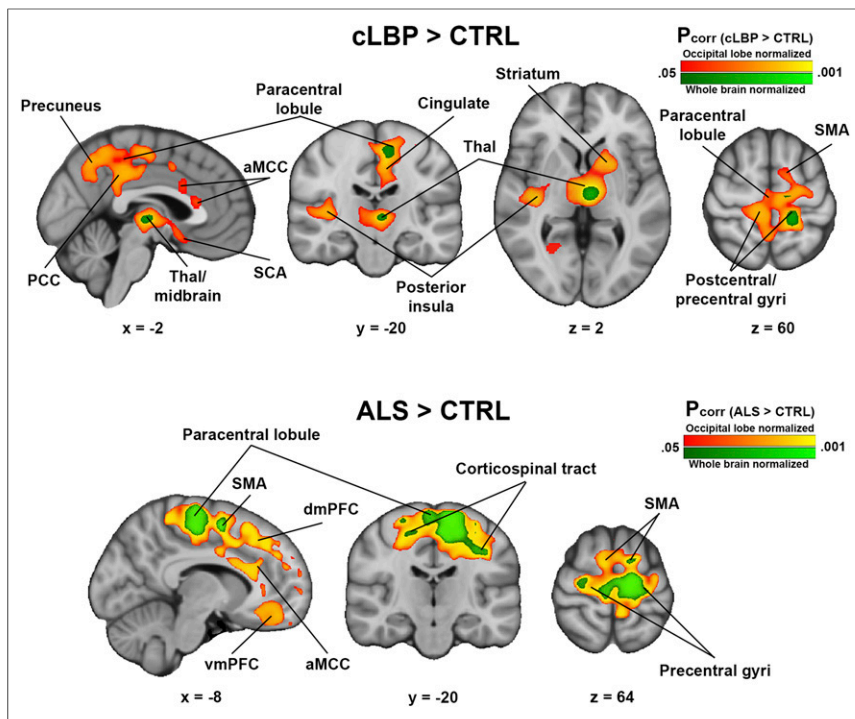 cLBP > CTRL
Pcorr (cLBP > CTRL)
Occipital lobe normalized
.05
.001
Whole brain normalized
Precuneus
Paracentral
lobule
Cingulate
Striatum
Paracentral
lobule
SMA
aMCC
Thal
PCC
Thal/
midbrain
SCA
Posterior
insula
Postcentral/
precentral gyri
x = -2
y = -20
z = 2
z = 60
ALS > CTRL
Pcorr (ALS > CTRL)
Occipital lobe normalized
.05
.001
Whole brain normalized
Paracentral lobule
SMA
dmPFC
Corticospinal tract
SMA
vmPFC
aMCC
Precentral gyri
x = -8
y = -20
z = 64